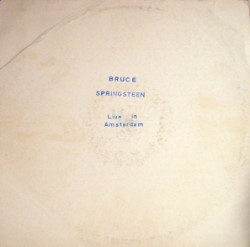 BRUCE
SPRINGSTEEN
Live in
Amsterdam